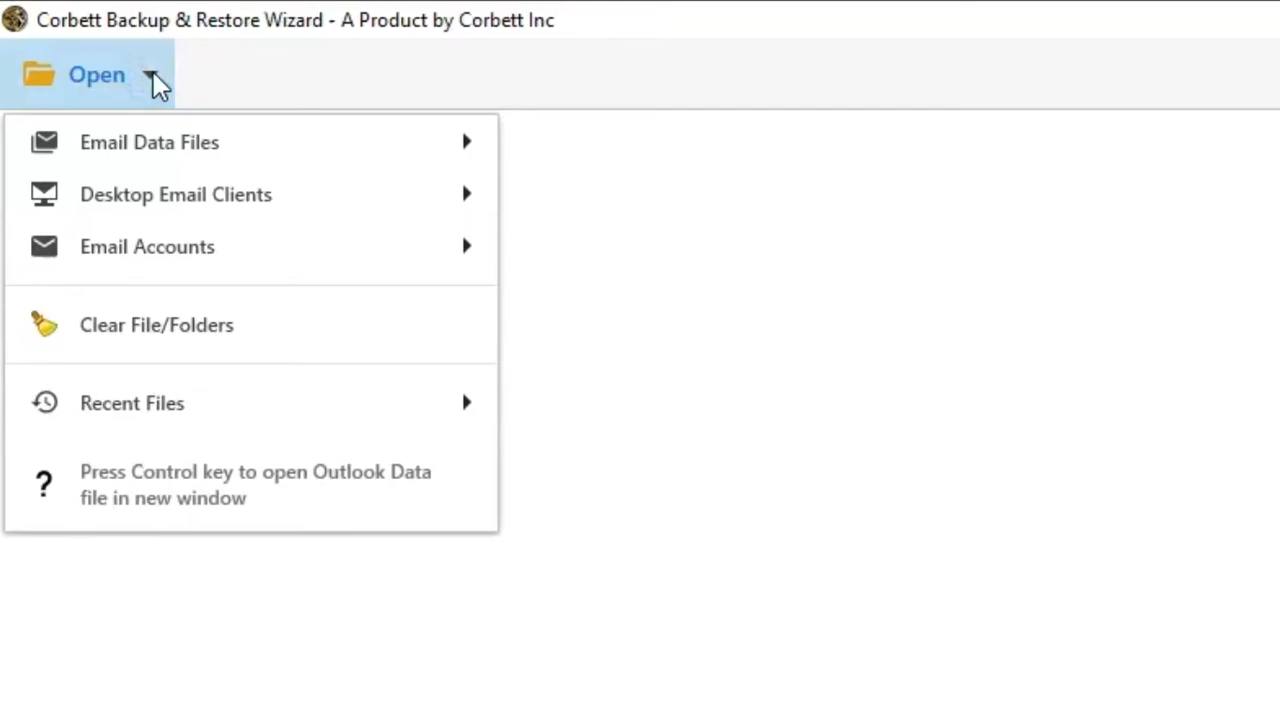 Corbett Backup & Restore Wizard - A Product by Corbett Inc
Open
Email Data Files
Desktop Email Clients
Email Accounts
Clear File/Folders
Recent Files
? Press Control key to open Outlook Data
file in new window